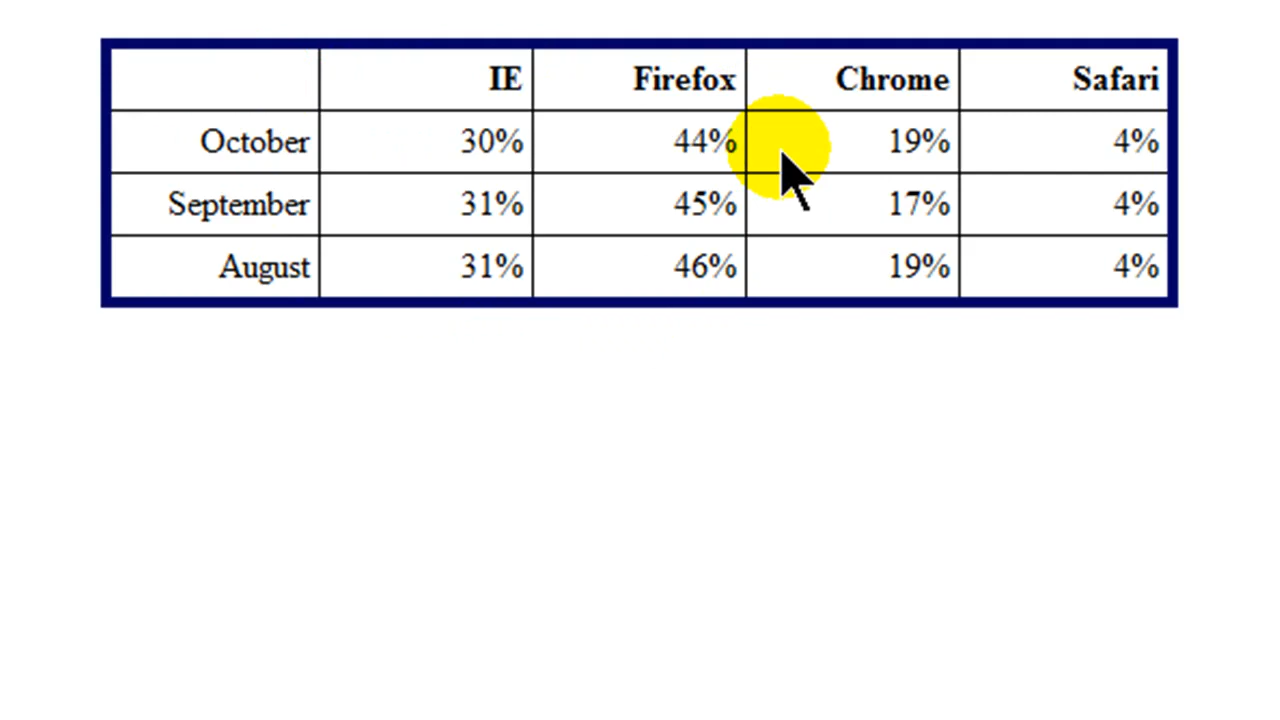 IE Firefox Chrome Safari
October 30% 44% 19% 4%
September 31% 45% 17% 4%
August 31% 46% 19% 4%